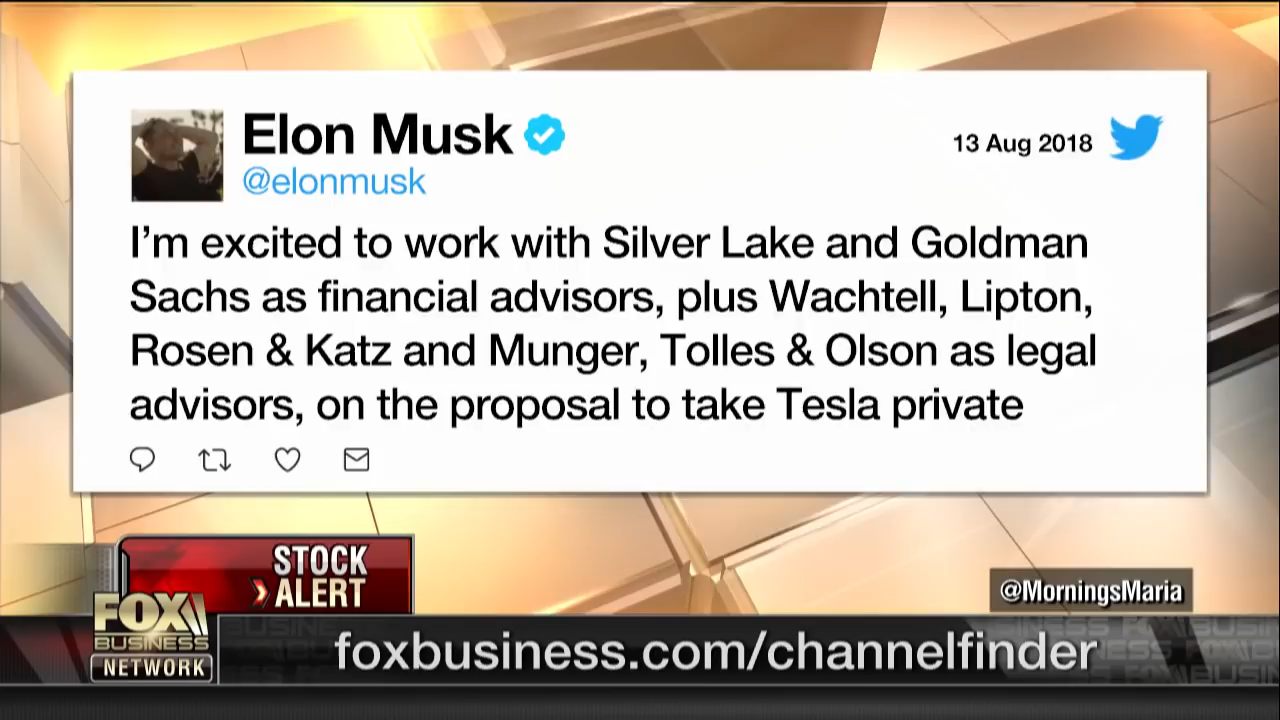 Elon Musk
@elonmusk
13 Aug 2018
I'm excited to work with Silver Lake and Goldman
Sachs as financial advisors, plus Wachtell, Lipton,
Rosen & Katz and Munger, Tolles & Olson as legal
advisors, on the proposal to take Tesla private
STOCK
ALERT
@MorningsMaria
FOX
BUSINESS
NETWORK
foxbusiness.com/channelfinder